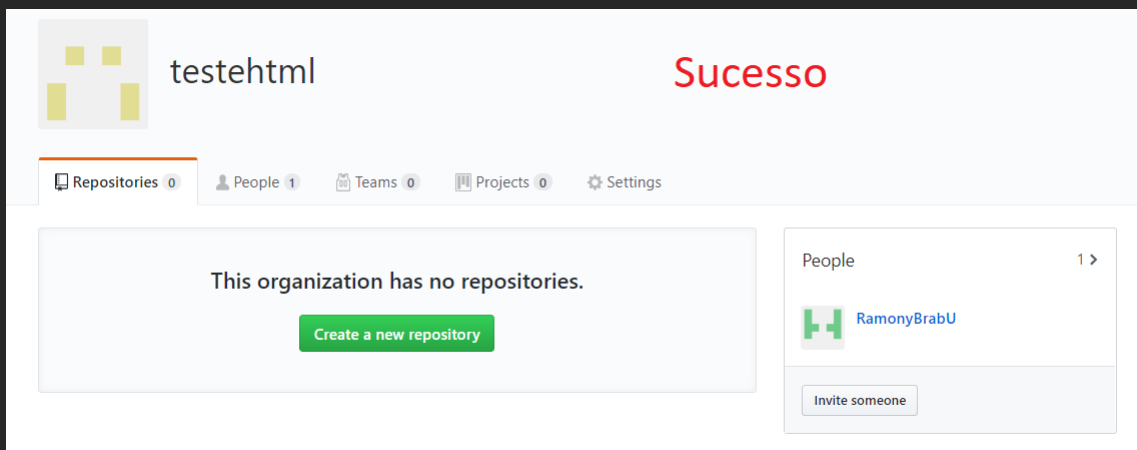 testehtml
Sucesso
Repositories 0 People 1 Teams 0 Projects 0 Settings
This organization has no repositories.
Create a new repository
People 1
RamonyBrabU
Invite someone